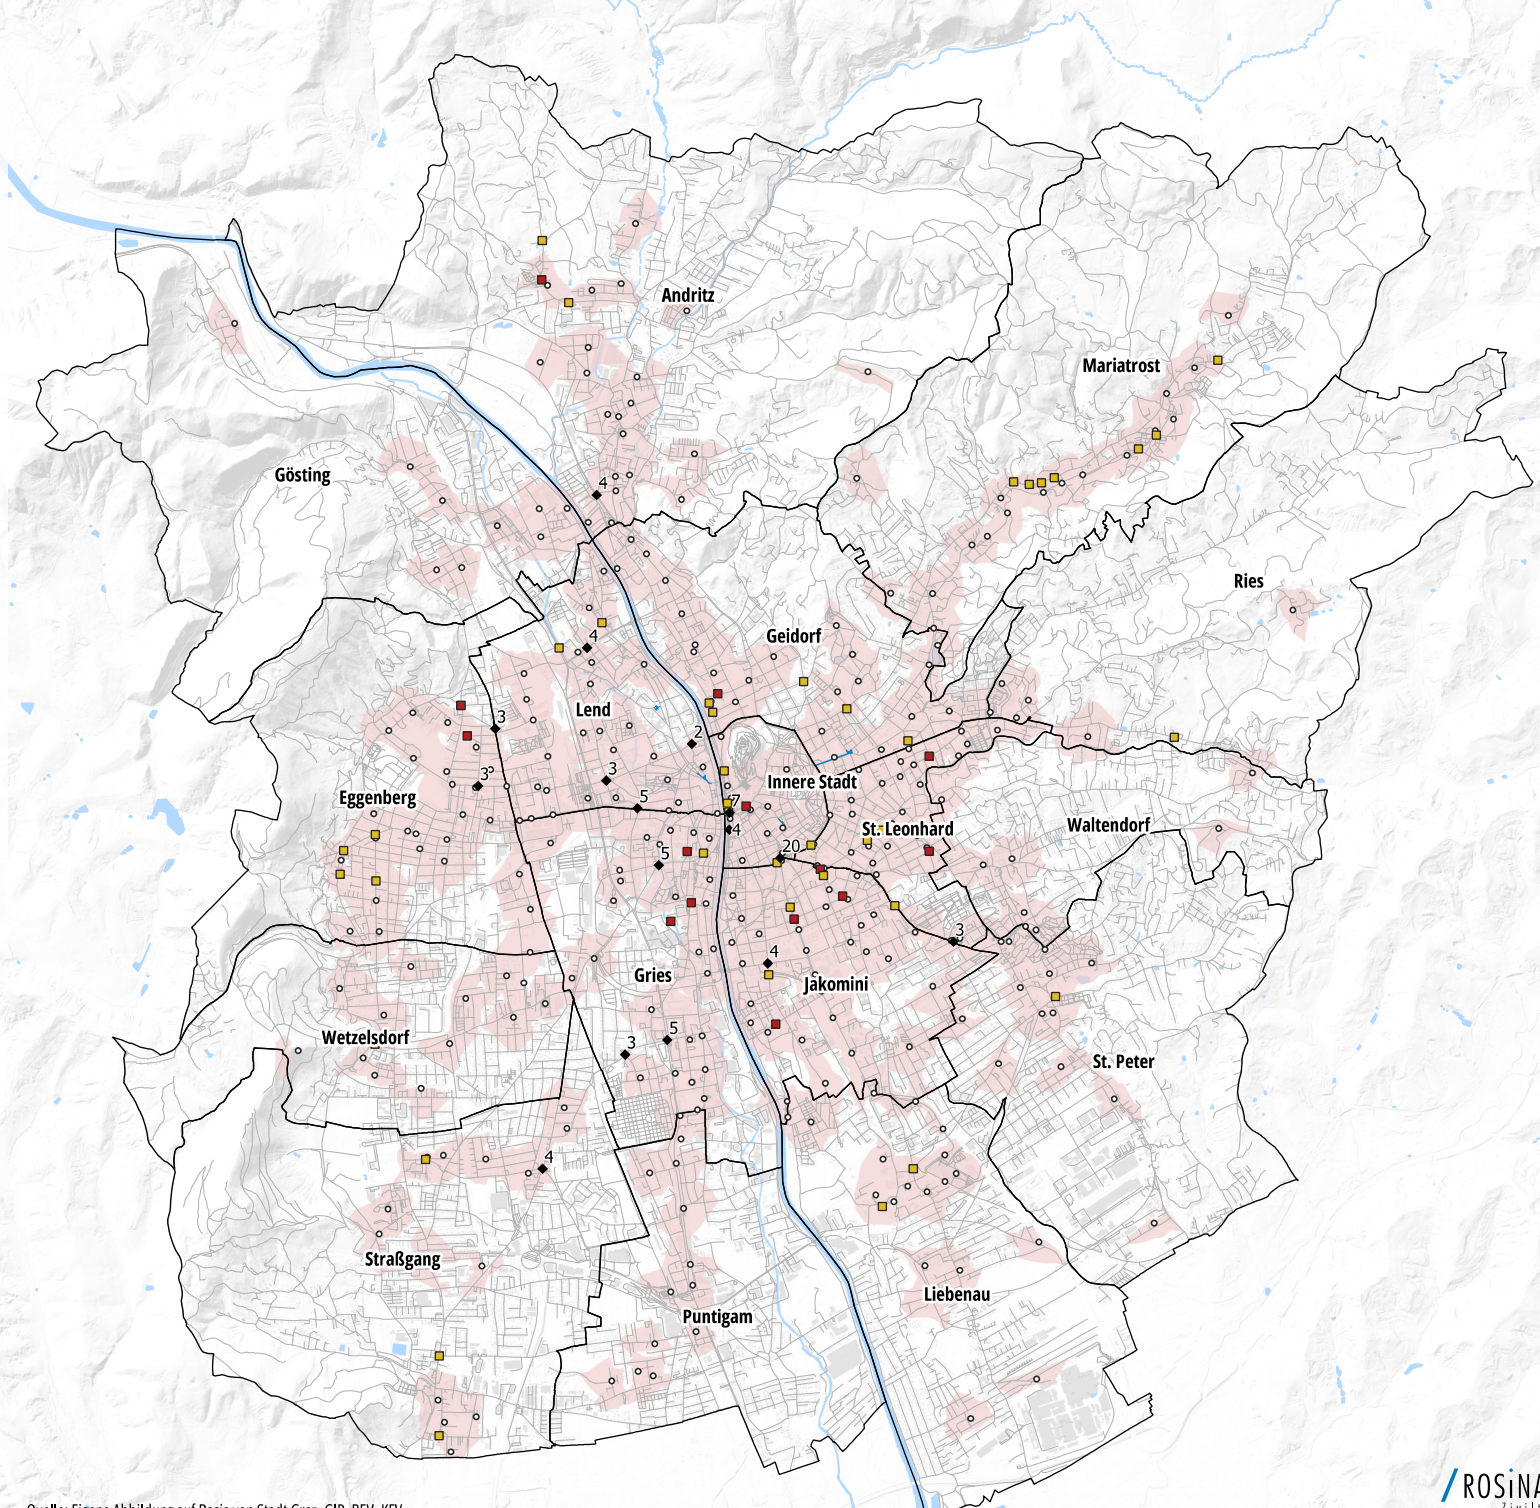 Andritz
Mariatrost
Gösting
4
Ries
Geidorf
4
Lend
3
2
Innere Stadt
3
3
Eggenberg
5
7
4
St. Leonhard
Waltendorf
20
5
3
4
Gries
Jakomini
Wetzelsdorf
5
3
St. Peter
4
Straßgang
Liebenau
Puntigam
/ROSiNA